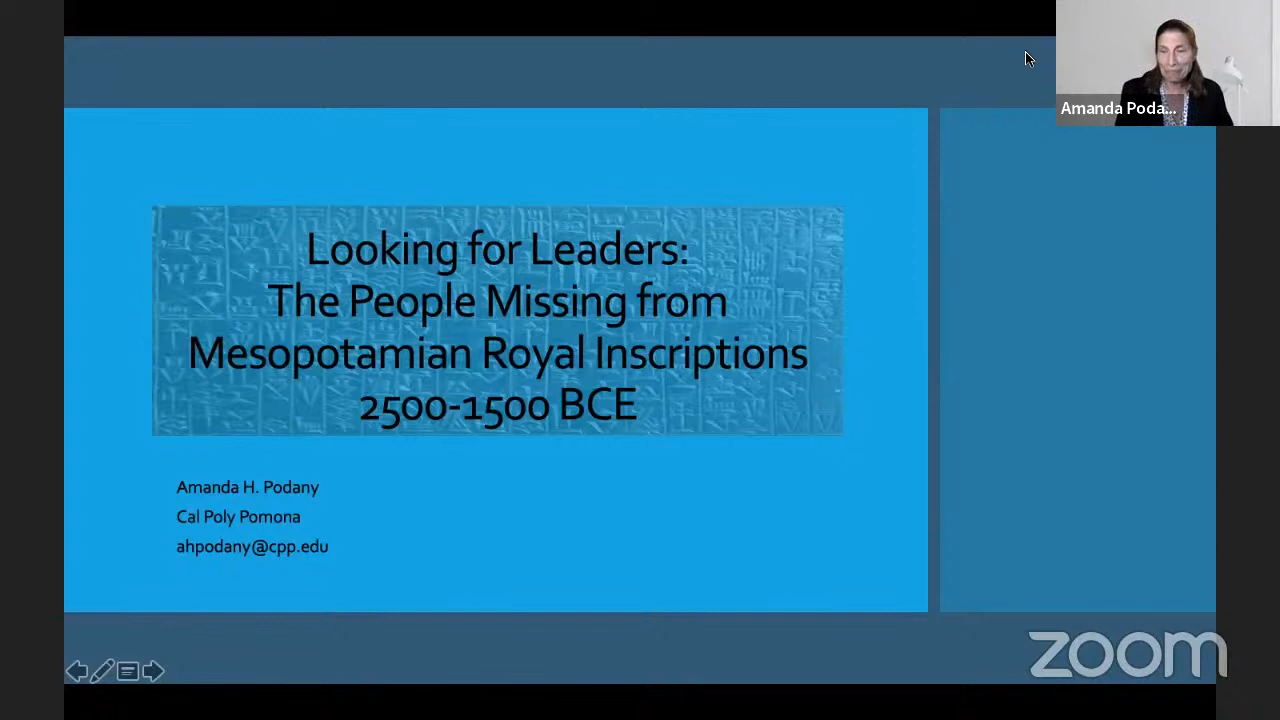 Amanda Poda...
Looking for Leaders:
The People Missing from
Mesopotamian Royal Inscriptions
2500-1500 BCE
Amanda H. Podany
Cal Poly Pomona
ahpodany@cpp.edu
zoom